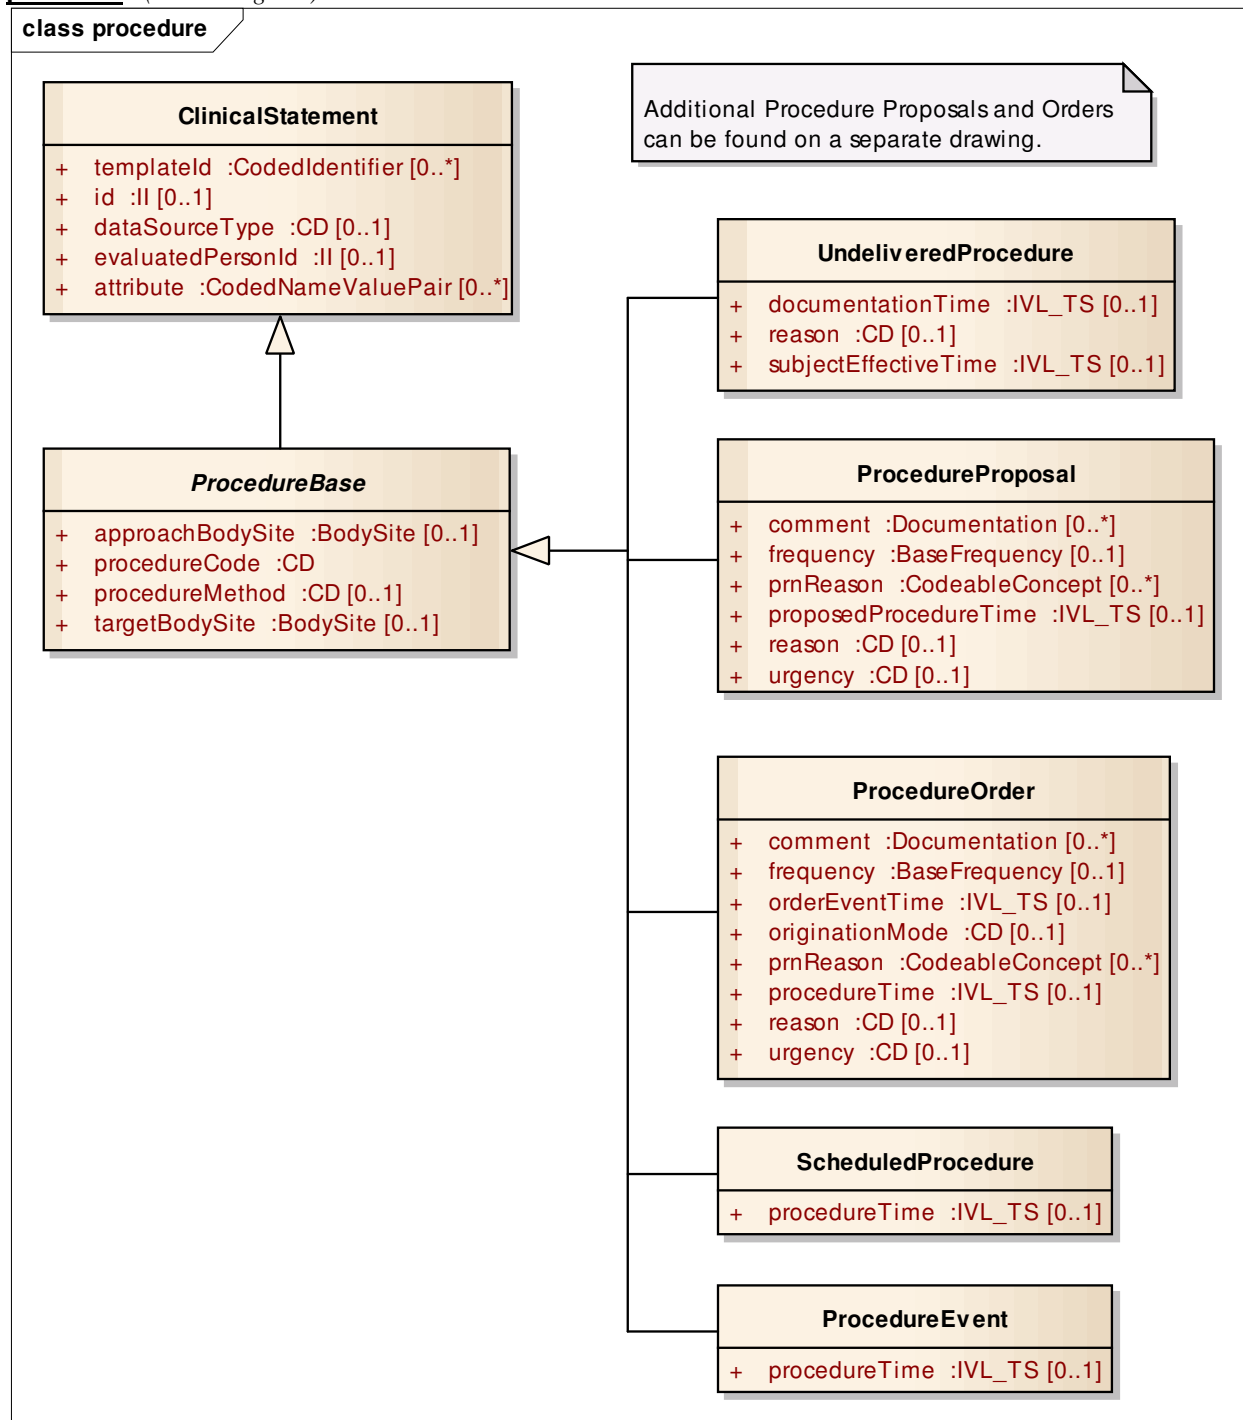 class procedure
ClinicalStatement
+ templateId :CodedIdentifier [0..*]
+ id :II [0..1]
+ dataSourceType :CD [0..1]
+ evaluatedPersonId :II [0..1]
+ attribute :CodedNameValuePair [0..*]
Additional Procedure Proposals and Orders
can be found on a separate drawing.
UndeliveredProcedure
+ documentationTime :IVL_TS [0..1]
+ reason :CD [0..1]
+ subjectEffectiveTime :IVL_TS [0..1]
ProcedureBase
+ approachBodySite :BodySite [0..1]
+ procedureCode :CD
+ procedureMethod :CD [0..1]
+ targetBodySite :BodySite [0..1]
ProcedureProposal
+ comment :Documentation [0..*]
+ frequency :BaseFrequency [0..1]
+ prnReason :CodeableConcept [0..*]
+ proposedProcedureTime :IVL_TS [0..1]
+ reason :CD [0..1]
+ urgency :CD [0..1]
ProcedureOrder
+ comment :Documentation [0..*]
+ frequency :BaseFrequency [0..1]
+ orderEventTime :IVL_TS [0..1]
+ originationMode :CD [0..1]
+ prnReason :CodeableConcept [0..*]
+ procedureTime :IVL_TS [0..1]
+ reason :CD [0..1]
+ urgency :CD [0..1]
ScheduledProcedure
+ procedureTime :IVL_TS [0..1]
ProcedureEvent
+ procedureTime :IVL_TS [0..1]